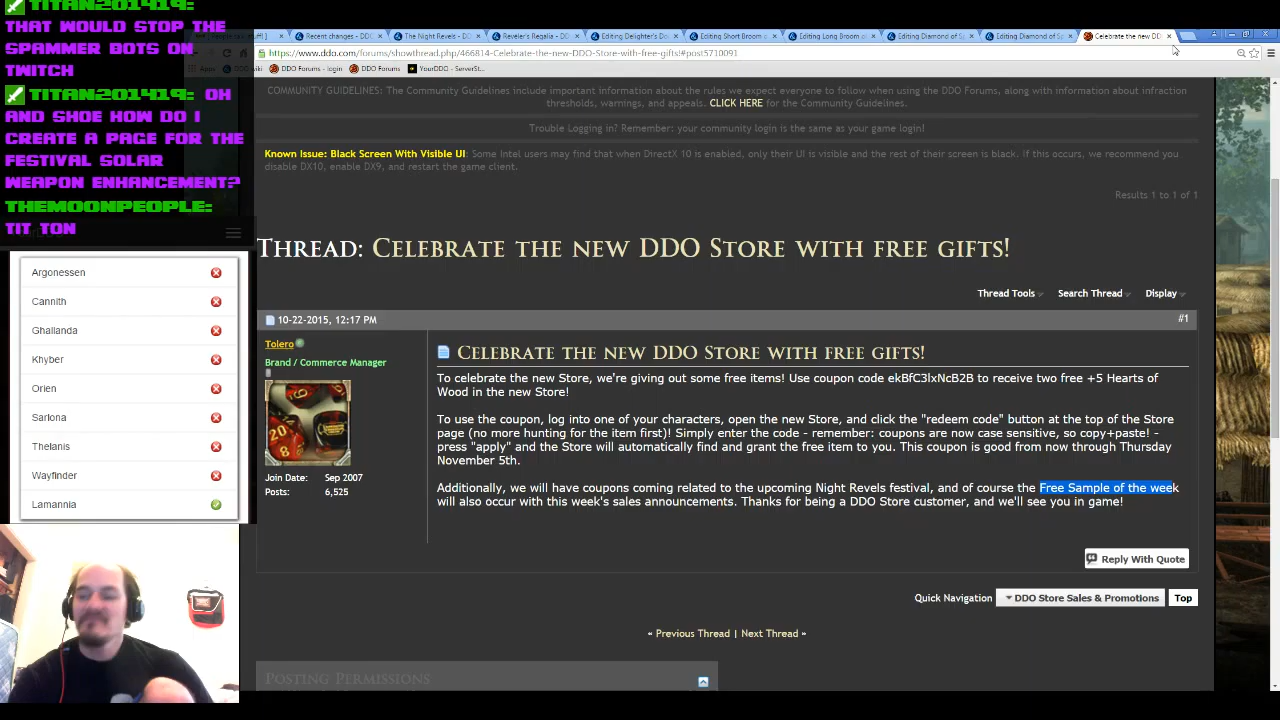 TITAN201419:
THAT WOULD STOP THE
SPAMMER BOTS ON
TWITCH
TITAN201419: OH
AND SHOE HOW DO I
CREATE A PAGE FOR THE
FESTIVAL SOLAR
WEAPON ENHANCEMENT?
THEMOONPEOPLE:
TIT TON
Argonessen
Cannith
Ghallanda
Khyber
Orien
Sarlona
Thelanis
Wayfinder
Lamannia
Recent changes - DDO
The Night Revels - DDO
Reveler's Regalia - DDO
Editing Delighter's Do
Editing Short Broom o
Editing Long Broom o
Editing Diamond of S
Editing Diamond of Sp
Celebrate the new DD
https://www.ddo.com/forums/showthread.php/466814-Celebrate-the-new-DDO-Store-with-free-gifts!#post5710091
Apps
DDO wiki
DDO Forums - login
DDO Forums
YourDDO - ServerSt...
COMMUNITY GUIDELINES: The Community Guidelines include important information about the rules we expect everyone to follow when using the DDO Forums, along with information about infraction
thresholds, warnings, and appeals. CLICK HERE for the Community Guidelines.
Trouble Logging in? Remember: your community login is the same as your game login!
Known Issue: Black Screen With Visible UI: Some Intel users may find that when DirectX 10 is enabled, only their UI is visible and the rest of their screen is black. If this occurs, we recommend you
disable DX10, enable DX9, and restart the game client.
Results 1 to 1 of 1
Thread: Celebrate the new DDO Store with free gifts!
Thread Tools
Search Thread
Display
10-22-2015, 12:17 PM
#1
Tolero
Brand / Commerce Manager
Join Date: Sep 2007
Posts: 6,525
Celebrate the new DDO Store with free gifts!
To celebrate the new Store, we're giving out some free items! Use coupon code ekBfC3lxNcB2B to receive two free +5 Hearts of
Wood in the new Store!
To use the coupon, log into one of your characters, open the new Store, and click the "redeem code" button at the top of the Store
page (no more hunting for the item first)! Simply enter the code - remember: coupons are now case sensitive, so copy+paste! -
press "apply" and the Store will automatically find and grant the free item to you. This coupon is good from now through Thursday
November 5th.
Additionally, we will have coupons coming related to the upcoming Night Revels festival, and of course the Free Sample of the week
will also occur with this week's sales announcements. Thanks for being a DDO Store customer, and we'll see you in game!
Reply With Quote
Quick Navigation
DDO Store Sales & Promotions
Top
« Previous Thread | Next Thread »
Posting Permissions